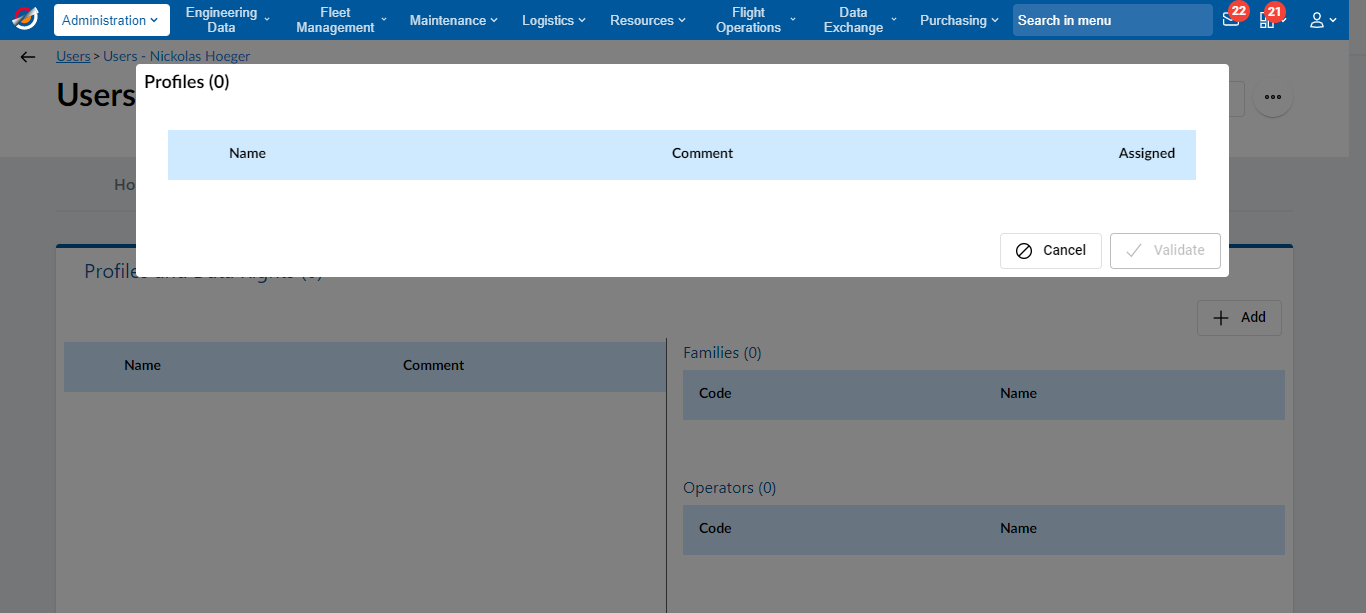 Administration
Engineering Data
Fleet Management
Maintenance
Logistics
Resources
Flight Operations
Data Exchange
Purchasing
Search in menu
22
21
Users > Users - Nickolas Hoeger
Users
Profiles (0)
Name Comment Assigned
Ho
Cancel Validate
Profiles and Data Rights (0)
Add
Name Comment
Families (0)
Code Name
Operators (0)
Code Name